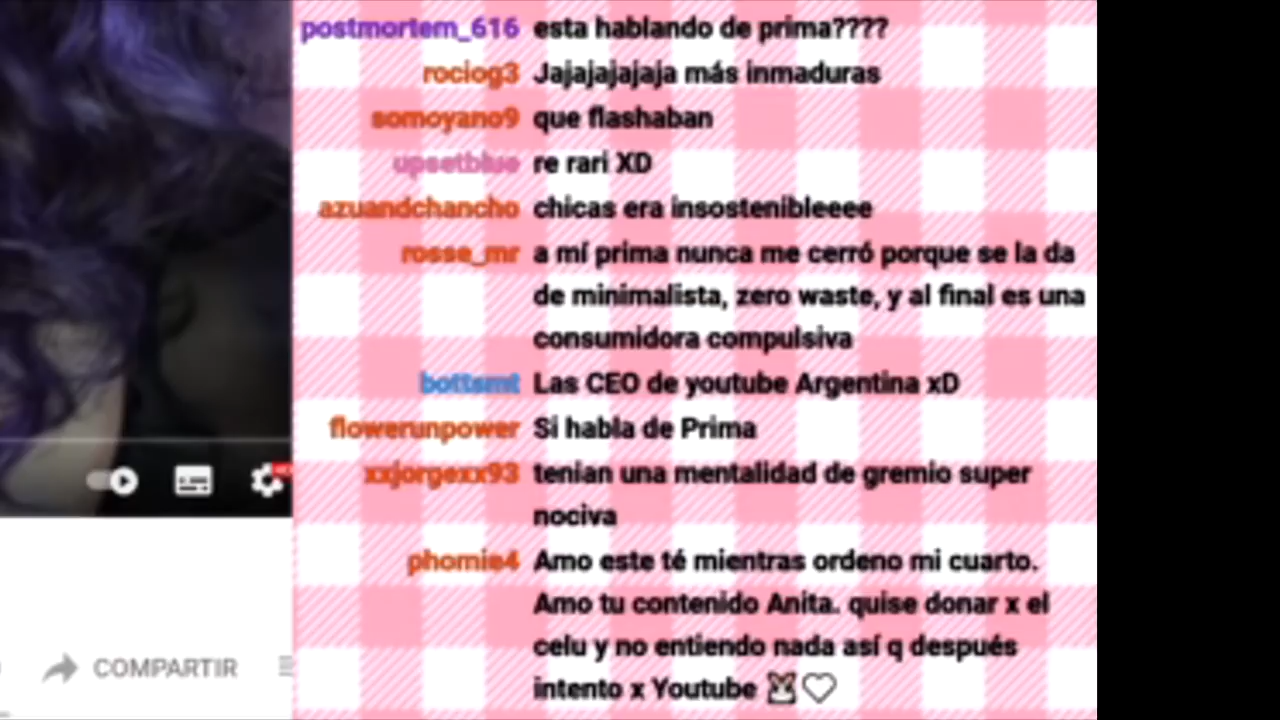 postmortem_616 esta hablando de prima????
rociog3 Jajajajajaja más inmaduras
somoyano9 que flashaban
upsetblue re rari XD
azuandchancho chicas era insostenibleeee
rosse_mr a mí prima nunca me cerró porque se la da
de minimalista, zero waste, y al final es una
consumidora compulsiva
bottsmt Las CEO de youtube Argentina xD
flowerunpower Si habla de Prima
xxjorgexx93 tenian una mentalidad de gremio super
nociva
phomie4 Amo este té mientras ordeno mi cuarto.
Amo tu contenido Anita. quise donar x el
celu y no entiendo nada así q después
intento x Youtube 🐹♡
COMPARTIR